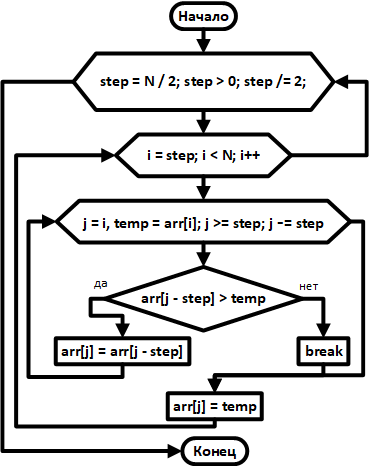 Начало
step = N / 2; step > 0; step /= 2;
i = step; i < N; i++
j = i, temp = arr[i]; j >= step; j -= step
да
нет
arr[j - step] > temp
arr[j] = arr[j - step]
break
arr[j] = temp
Конец